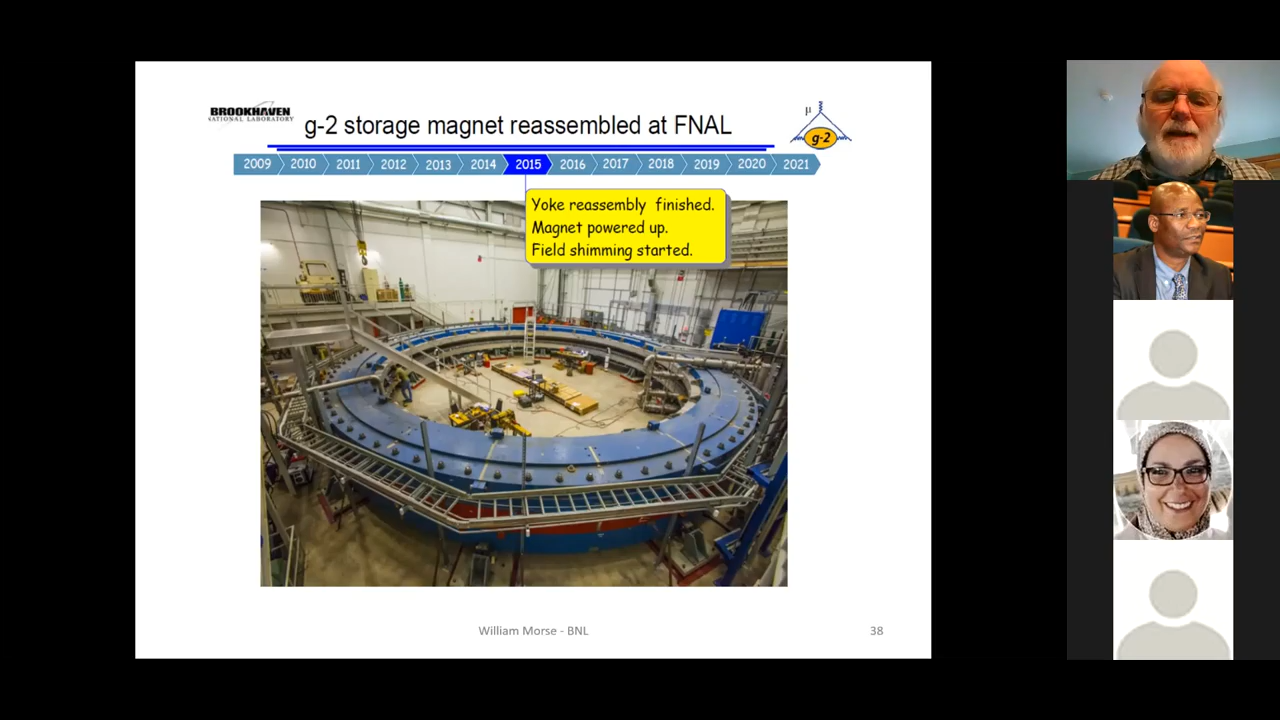 BROOKHAVEN
NATIONAL LABORATORY
g-2 storage magnet reassembled at FNAL
μ
g-2
2009 2010 2011 2012 2013 2014 2015 2016 2017 2018 2019 2020 2021
Yoke reassembly finished.
Magnet powered up.
Field shimming started.
William Morse - BNL
38